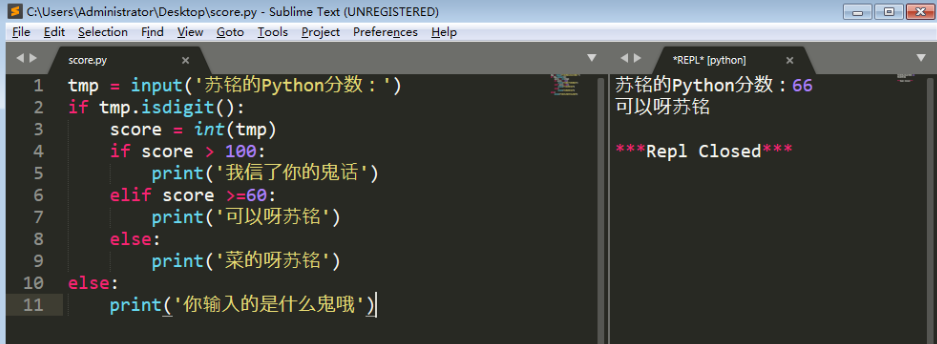 C:\Users\Administrator\Desktop\score.py - Sublime Text (UNREGISTERED)
File Edit Selection Find View Goto Tools Project Preferences Help
score.py
*REPL* [python]
1 tmp = input('苏铭的Python分数：')
2 if tmp.isdigit():
3 score = int(tmp)
4 if score > 100:
5 print('我信了你的鬼话')
6 elif score >=60:
7 print('可以呀苏铭')
8 else:
9 print('菜的呀苏铭')
10 else:
11 print('你输入的是什么鬼哦')
苏铭的Python分数：66
可以呀苏铭
***Repl Closed***